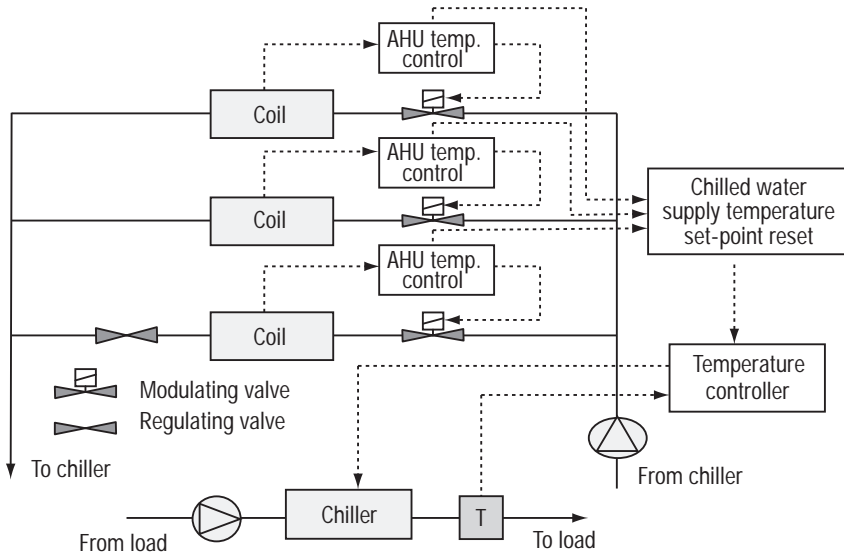 AHU temp.
control
Coil
AHU temp.
control
Coil
AHU temp.
control
Coil
Chilled water
supply temperature
set-point reset
Temperature
controller
Modulating valve
Regulating valve
To chiller
From chiller
Chiller
T
From load
To load